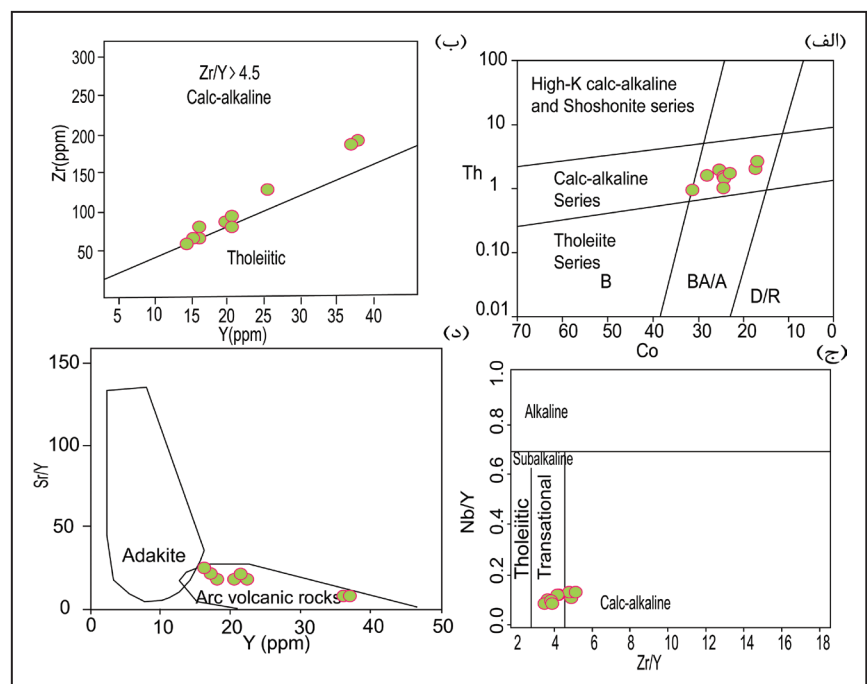 (ب)
300
250
200
150
100
50
Zr(ppm)
Zr/Y>4.5
Calc-alkaline
Tholeiitic
5 10 15 20 25 30 35 40
Y(ppm)
(الف)
100
10
1
0.10
0.01
Th
High-K calc-alkaline
and Shoshonite series
Calc-alkaline
Series
Tholeiite
Series
B BA/A D/R
70 60 50 40 30 20 10 0
Co
(د)
150
100
50
0
Sr/Y
Adakite
Arc volcanic rocks
0 10 20 30 40 50
Y (ppm)
(ج)
1.0
0.8
0.6
0.4
0.2
0.0
Nb/Y
Alkaline
Subalkaline
Tholeiitic
Transational
Calc-alkaline
2 4 6 8 10 12 14 16 18
Zr/Y